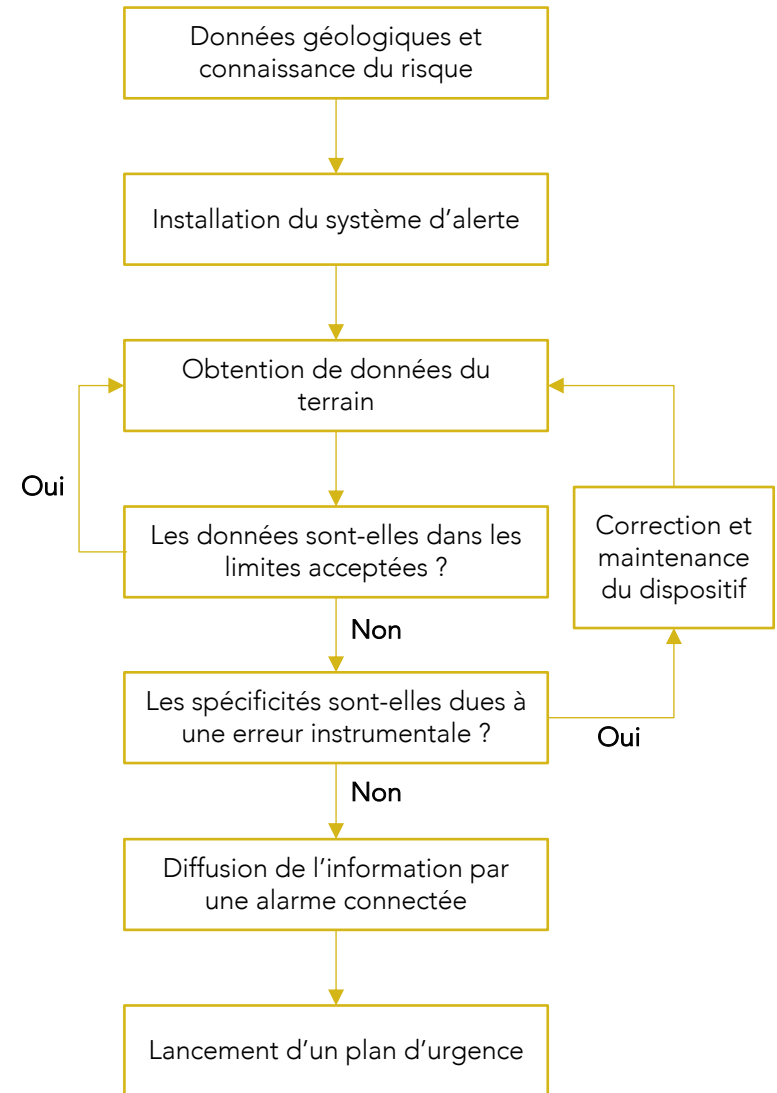 Données géologiques et
connaissance du risque
Installation du système d’alerte
Obtention de données du
terrain
Oui
Les données sont-elles dans les
limites acceptées ?
Correction et
maintenance
du dispositif
Non
Les spécificités sont-elles dues à
une erreur instrumentale ?
Oui
Non
Diffusion de l’information par
une alarme connectée
Lancement d’un plan d’urgence